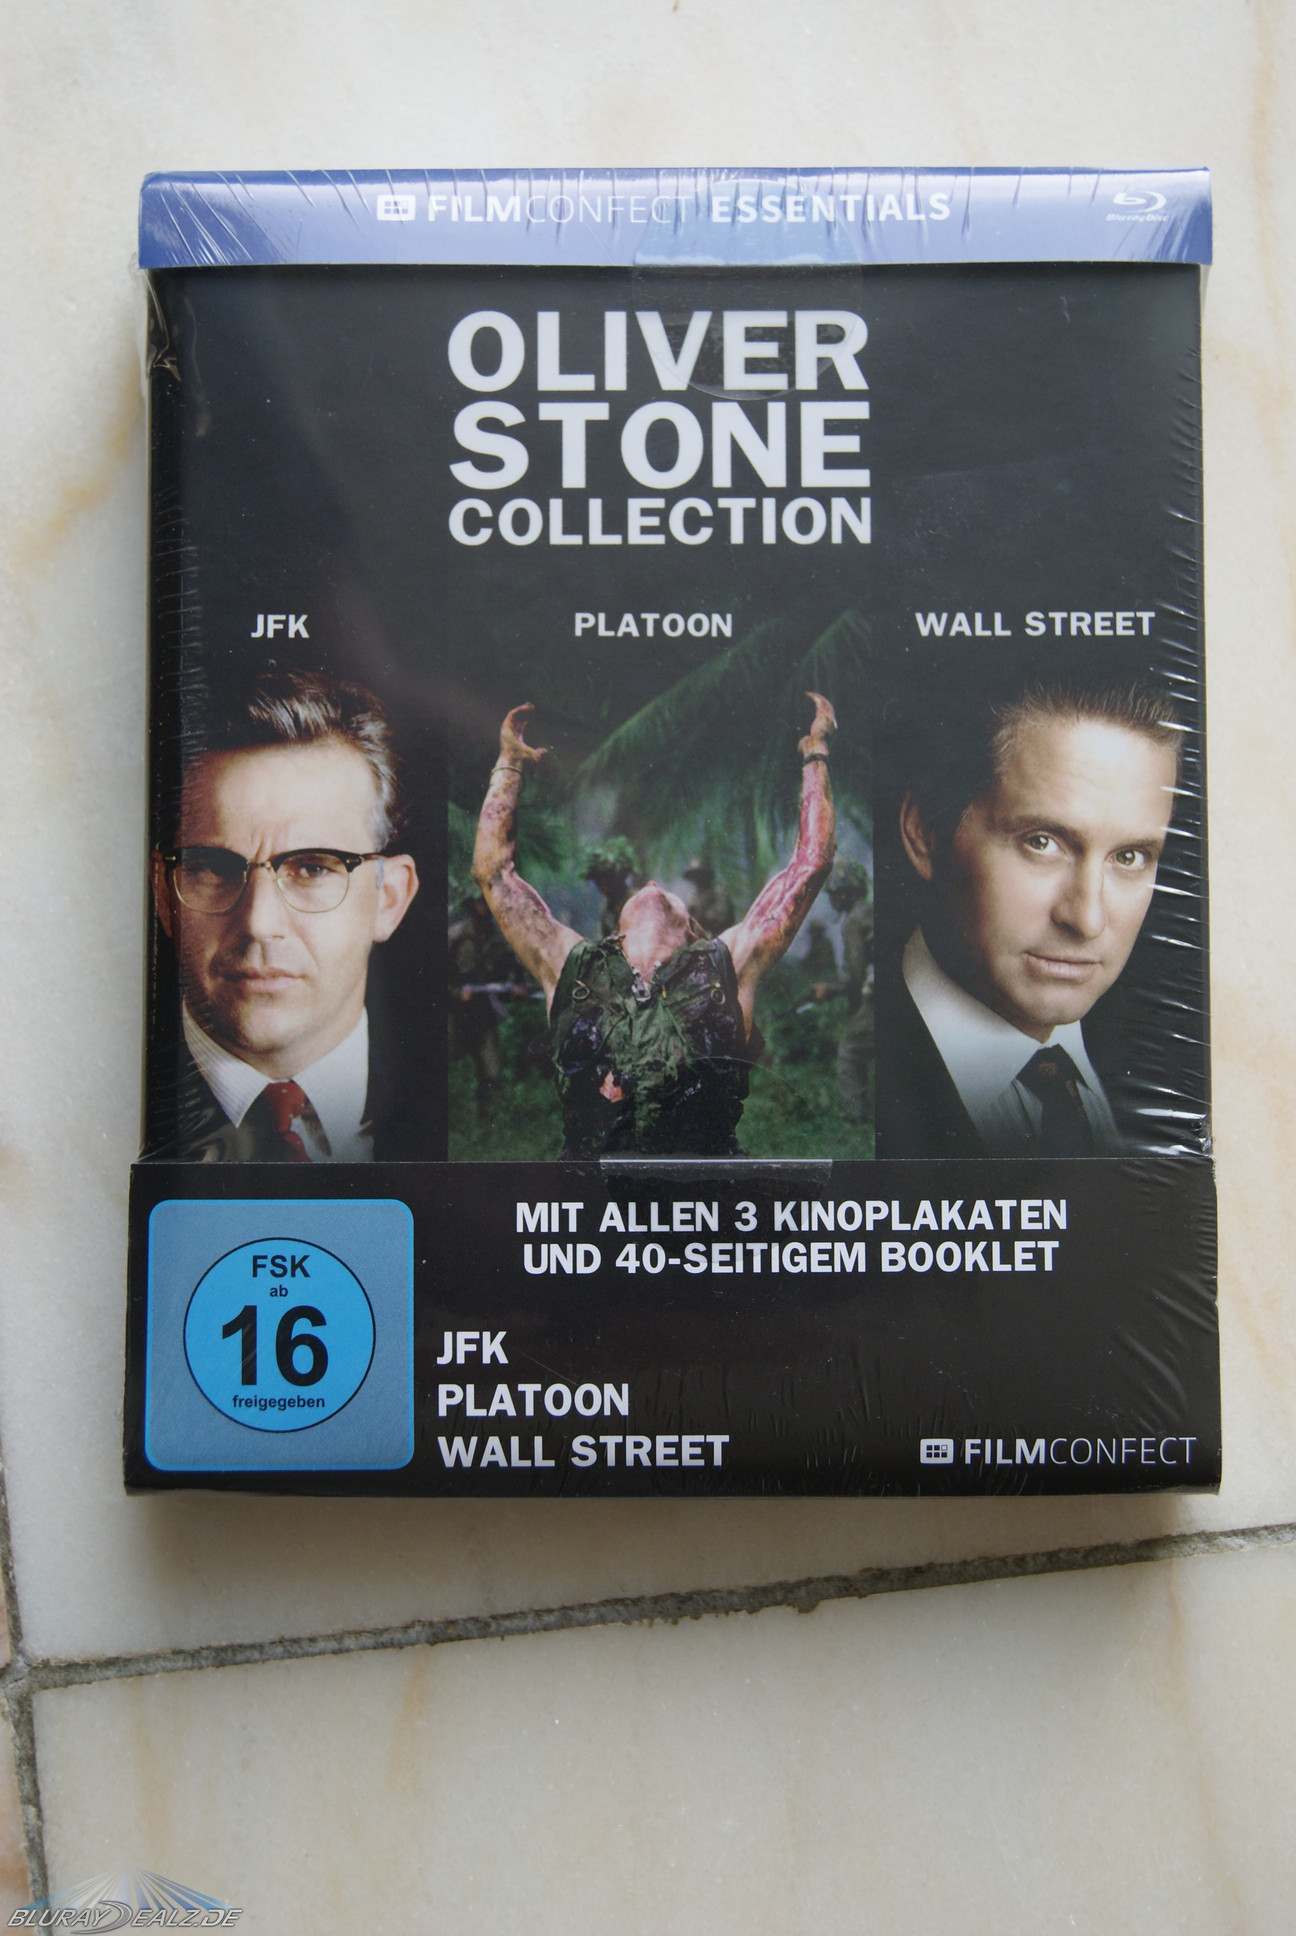 FILMCONFECT ESSENTIALS
Blu-ray Disc
OLIVER
STONE
COLLECTION
JFK PLATOON WALL STREET
MIT ALLEN 3 KINOPLAKATEN
UND 40-SEITIGEM BOOKLET
FSK
ab
16
freigegeben
JFK
PLATOON
WALL STREET
FILMCONFECT
BLURAYDEALZ.DE